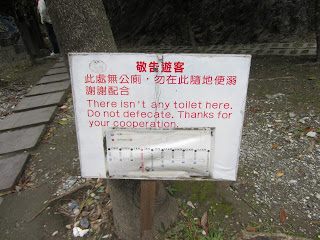 敬告遊客
此處無公廁，勿在此隨地便溺
謝謝配合
There isn't any toilet here.
Do not defecate. Thanks for
your cooperation.